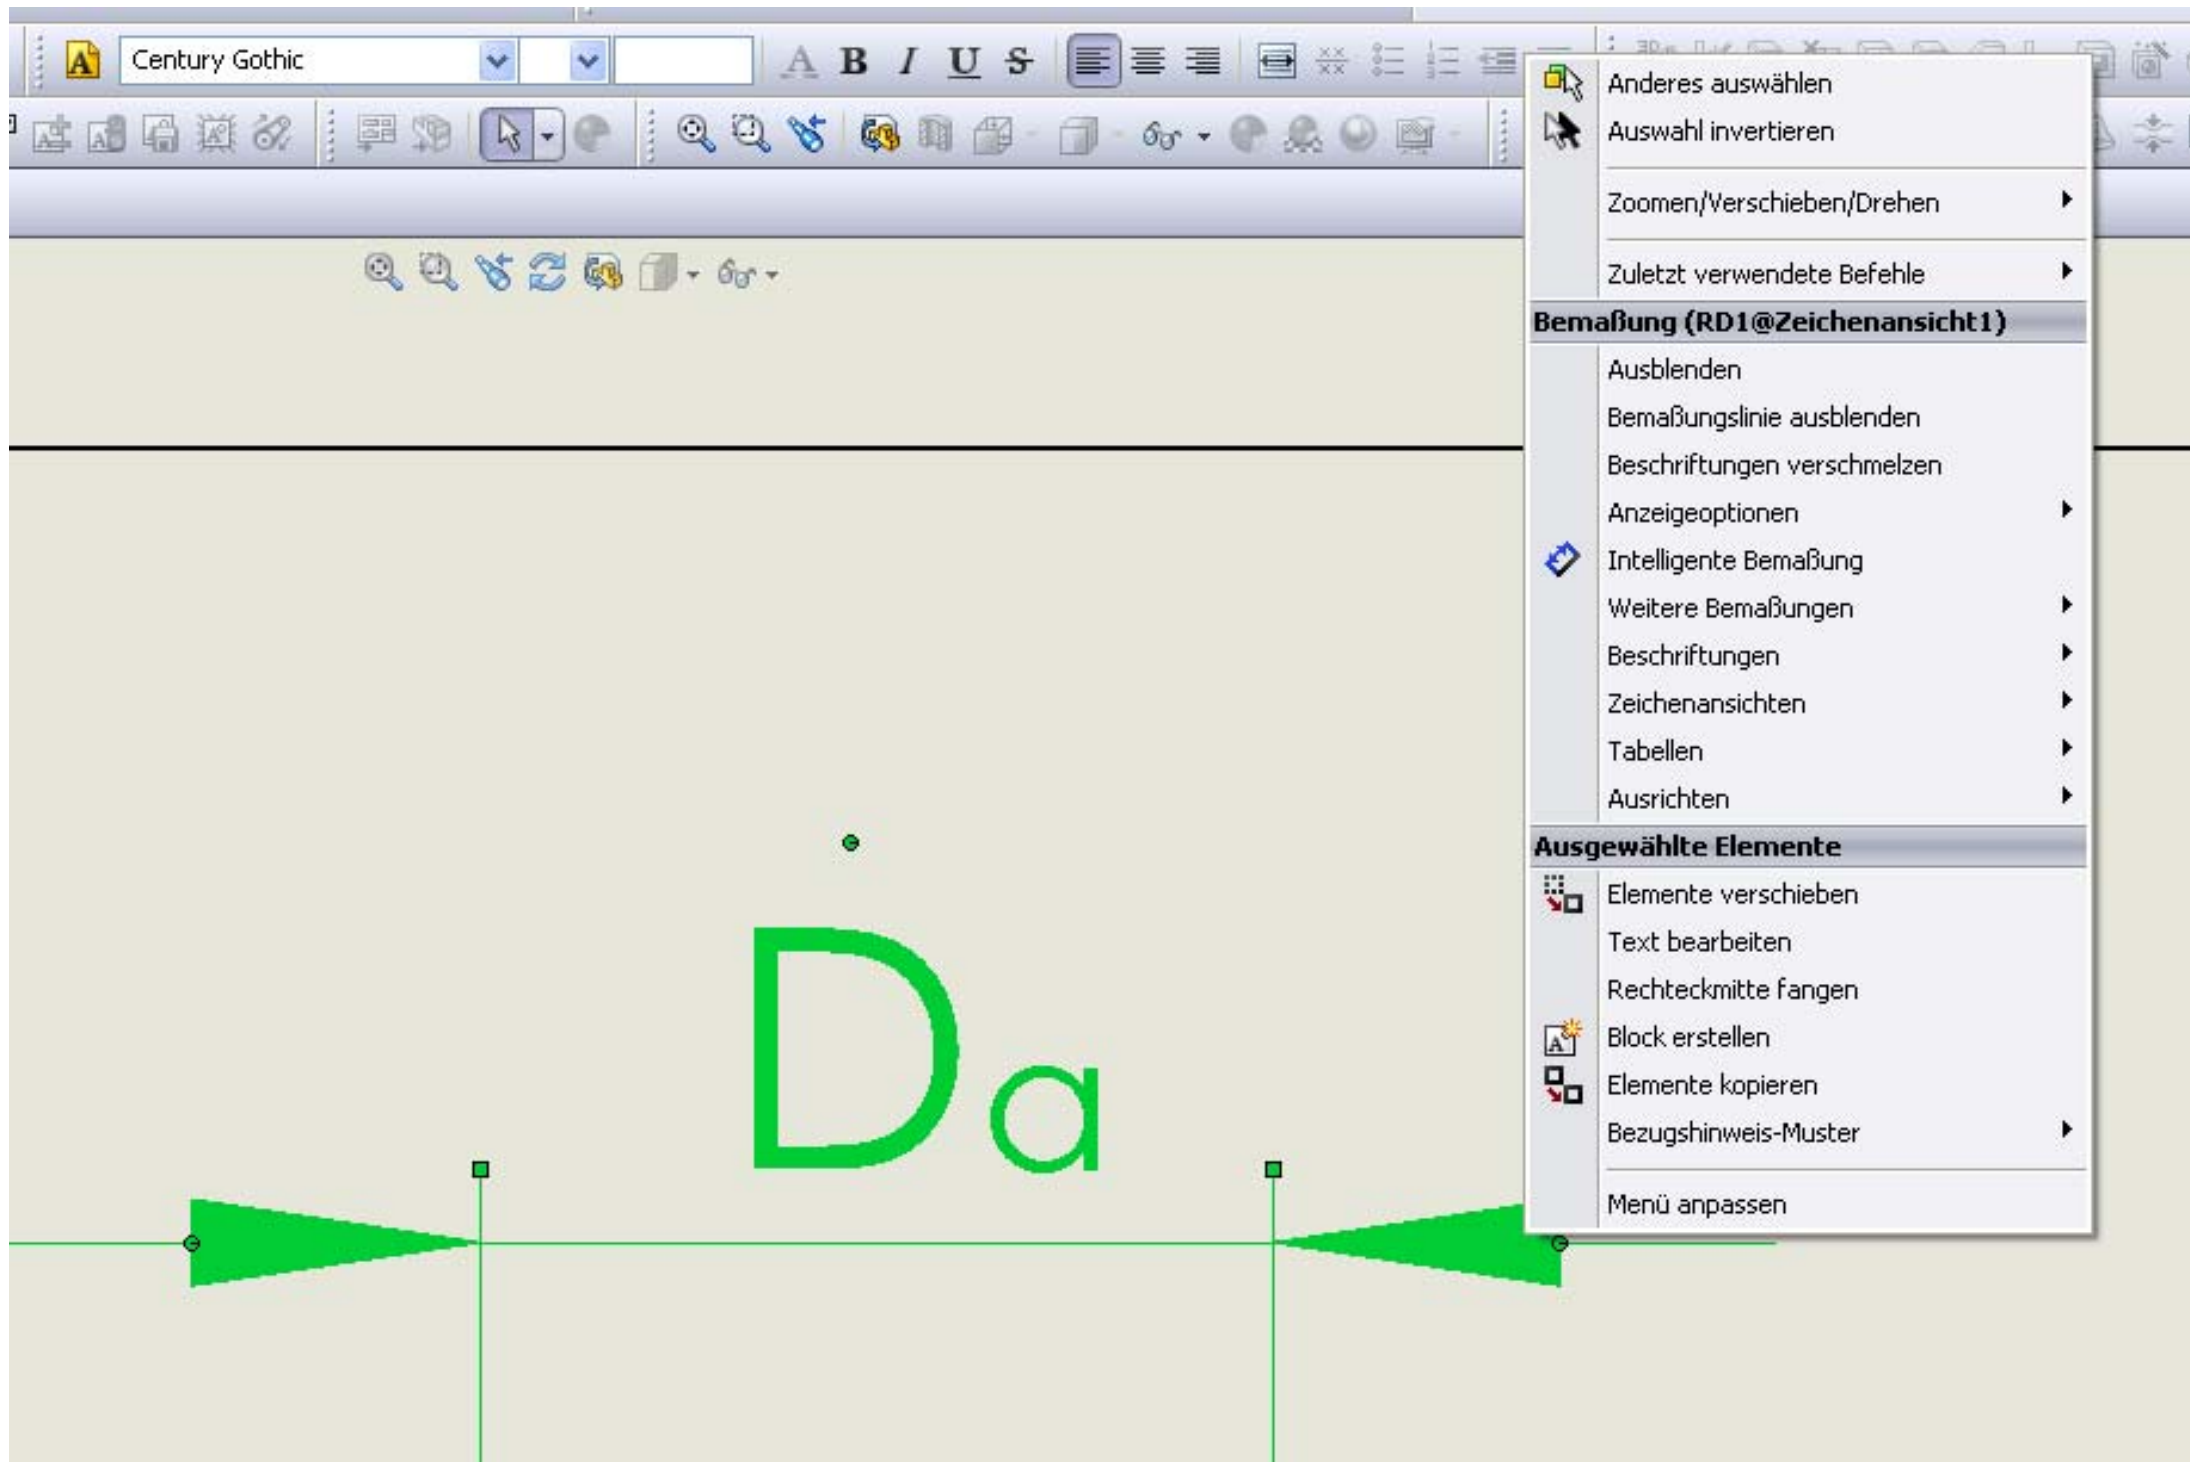 Century Gothic
A B I U S
Anderes auswählen
Auswahl invertieren
Zoomen/Verschieben/Drehen
Zuletzt verwendete Befehle
Bemaßung (RD1@Zeichenansicht1)
Ausblenden
Bemaßungslinie ausblenden
Beschriftungen verschmelzen
Anzeigeoptionen
Intelligente Bemaßung
Weitere Bemaßungen
Beschriftungen
Zeichenansichten
Tabellen
Ausrichten
Ausgewählte Elemente
Elemente verschieben
Text bearbeiten
Rechteckmitte fangen
Block erstellen
Elemente kopieren
Bezugshinweis-Muster
Menü anpassen
Da